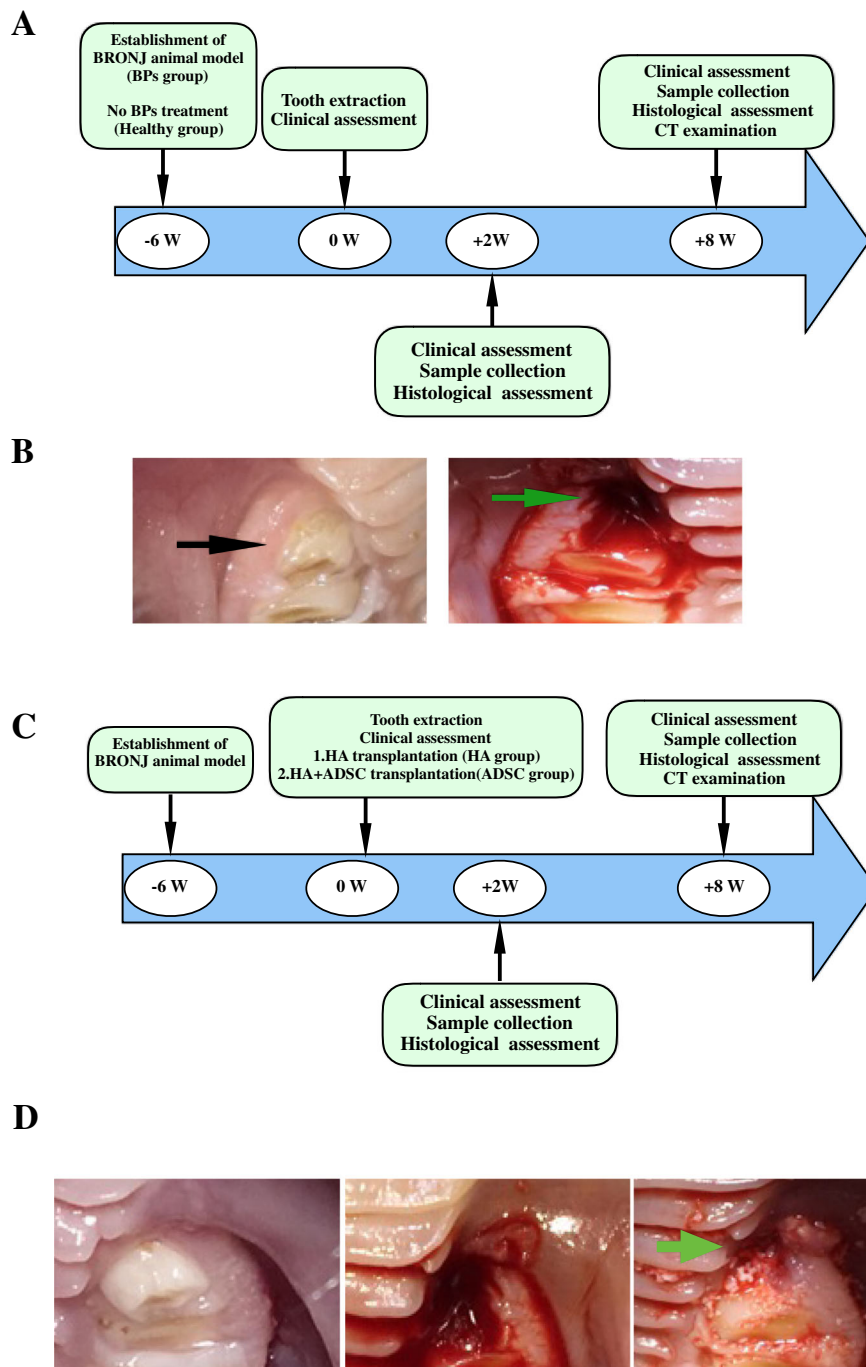 A
Establishment of
BRONJ animal model
(BPs group)
No BPs treatment
(Healthy group)
Tooth extraction
Clinical assessment
Clinical assessment
Sample collection
Histological assessment
CT examination
-6 W
0 W
+2W
+8 W
Clinical assessment
Sample collection
Histological assessment
B
C
Establishment of
BRONJ animal model
Tooth extraction
Clinical assessment
1.HA transplantation (HA group)
2.HA+ADSC transplantation(ADSC group)
Clinical assessment
Sample collection
Histological assessment
CT examination
-6 W
0 W
+2W
+8 W
Clinical assessment
Sample collection
Histological assessment
D